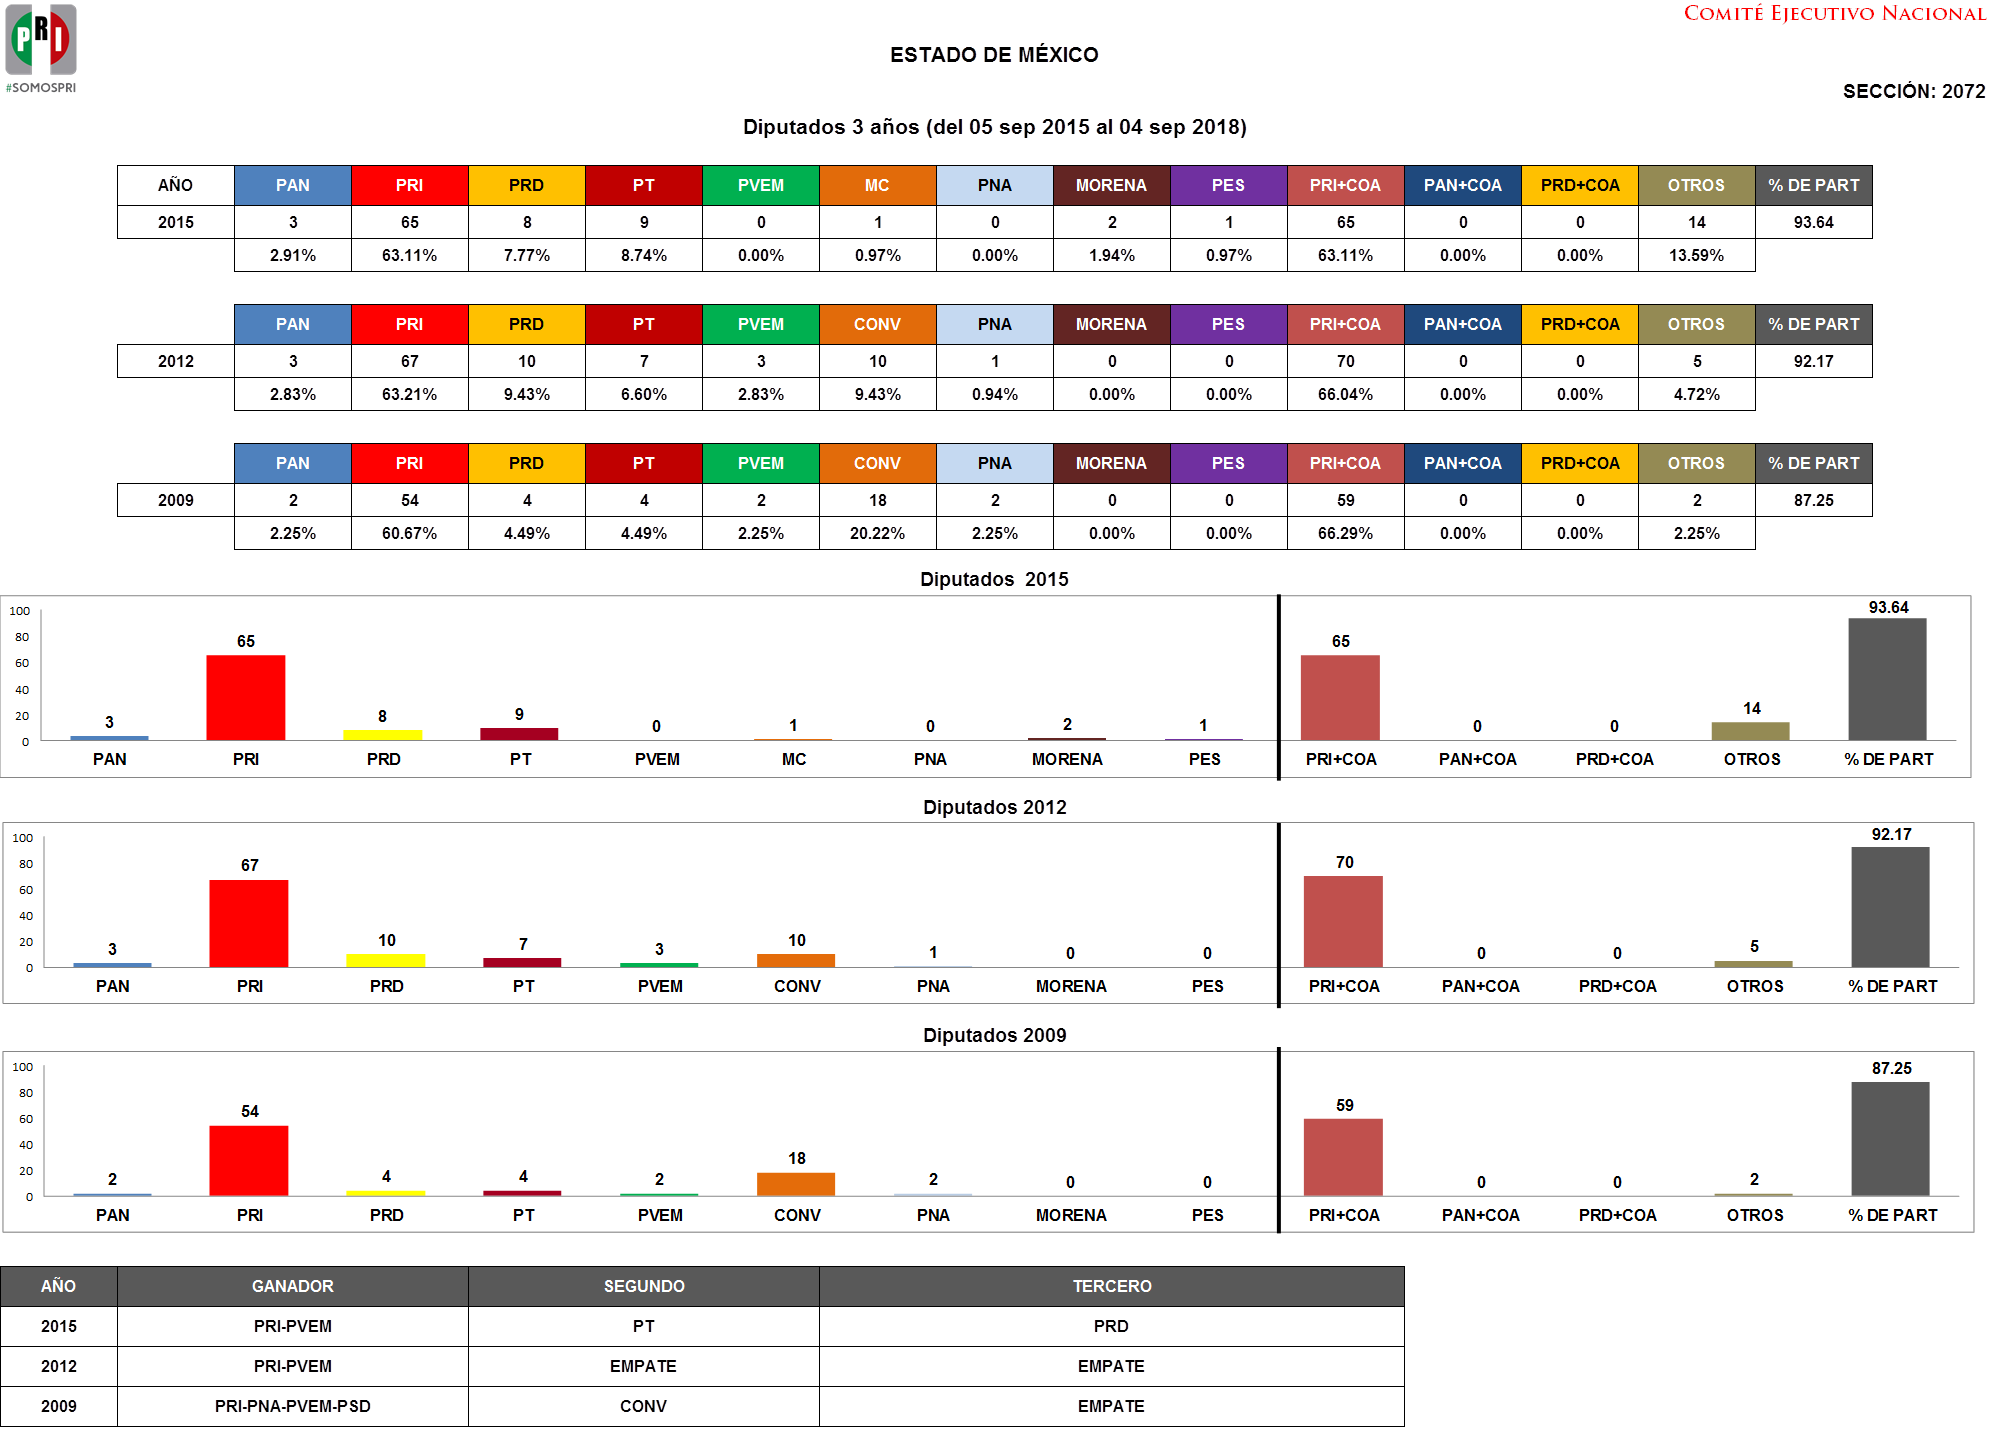 PRI
#SOMOSPRI
COMITÉ EJECUTIVO NACIONAL
ESTADO DE MÉXICO
SECCIÓN: 2072
Diputados 3 años (del 05 sep 2015 al 04 sep 2018)
AÑO PAN PRI PRD PT PVEM MC PNA MORENA PES PRI+COA PAN+COA PRD+COA OTROS % DE PART
2015 3 65 8 9 0 1 0 2 1 65 0 0 14 93.64
2.91% 63.11% 7.77% 8.74% 0.00% 0.97% 0.00% 1.94% 0.97% 63.11% 0.00% 0.00% 13.59%
PAN PRI PRD PT PVEM CONV PNA MORENA PES PRI+COA PAN+COA PRD+COA OTROS % DE PART
2012 3 67 10 7 3 10 1 0 0 70 0 0 5 92.17
2.83% 63.21% 9.43% 6.60% 2.83% 9.43% 0.94% 0.00% 0.00% 66.04% 0.00% 0.00% 4.72%
PAN PRI PRD PT PVEM CONV PNA MORENA PES PRI+COA PAN+COA PRD+COA OTROS % DE PART
2009 2 54 4 4 2 18 2 0 0 59 0 0 2 87.25
2.25% 60.67% 4.49% 4.49% 2.25% 20.22% 2.25% 0.00% 0.00% 66.29% 0.00% 0.00% 2.25%
Diputados 2015
100
80
60
40
20
0
3 65 8 9 0 1 0 2 1 65 0 0 14 93.64
PAN PRI PRD PT PVEM MC PNA MORENA PES PRI+COA PAN+COA PRD+COA OTROS % DE PART
Diputados 2012
100
80
60
40
20
0
3 67 10 7 3 10 1 0 0 70 0 0 5 92.17
PAN PRI PRD PT PVEM CONV PNA MORENA PES PRI+COA PAN+COA PRD+COA OTROS % DE PART
Diputados 2009
100
80
60
40
20
0
2 54 4 4 2 18 2 0 0 59 0 0 2 87.25
PAN PRI PRD PT PVEM CONV PNA MORENA PES PRI+COA PAN+COA PRD+COA OTROS % DE PART
AÑO GANADOR SEGUNDO TERCERO
2015 PRI-PVEM PT PRD
2012 PRI-PVEM EMPATE EMPATE
2009 PRI-PNA-PVEM-PSD CONV EMPATE